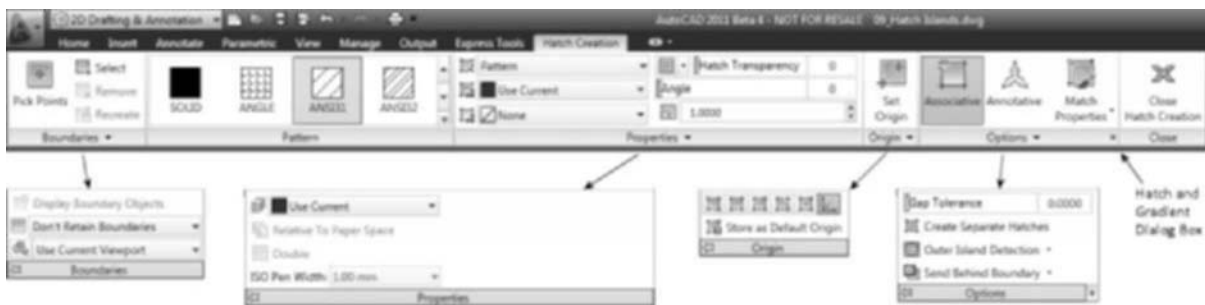 2D Drafting & Annotation
AutoCAD 2011 Beta 4 - NOT FOR RESALE 09_Hatch Islands.dwg
Home Insert Annotate Parametric View Manage Output Express Tools Hatch Creation
Pick Points
Select
Remove
Recreate
Boundaries
SOLID
ANGLE
ANSI31
ANSI32
Pattern
Pattern
Use Current
None
Hatch Transparency 0
Angle 0
1.0000
Properties
Set
Origin
Origin
Associative
Annotative
Match
Properties
Options
Close
Hatch Creation
Close
Display Boundary Objects
Don't Retain Boundaries
Use Current Viewport
Boundaries
Use Current
Relative To Paper Space
Double
ISO Pen Width: 1.00 mm
Properties
Store as Default Origin
Origin
Gap Tolerance 0.0000
Create Separate Hatches
Outer Island Detection
Send Behind Boundary
Options
Hatch and
Gradient
Dialog Box